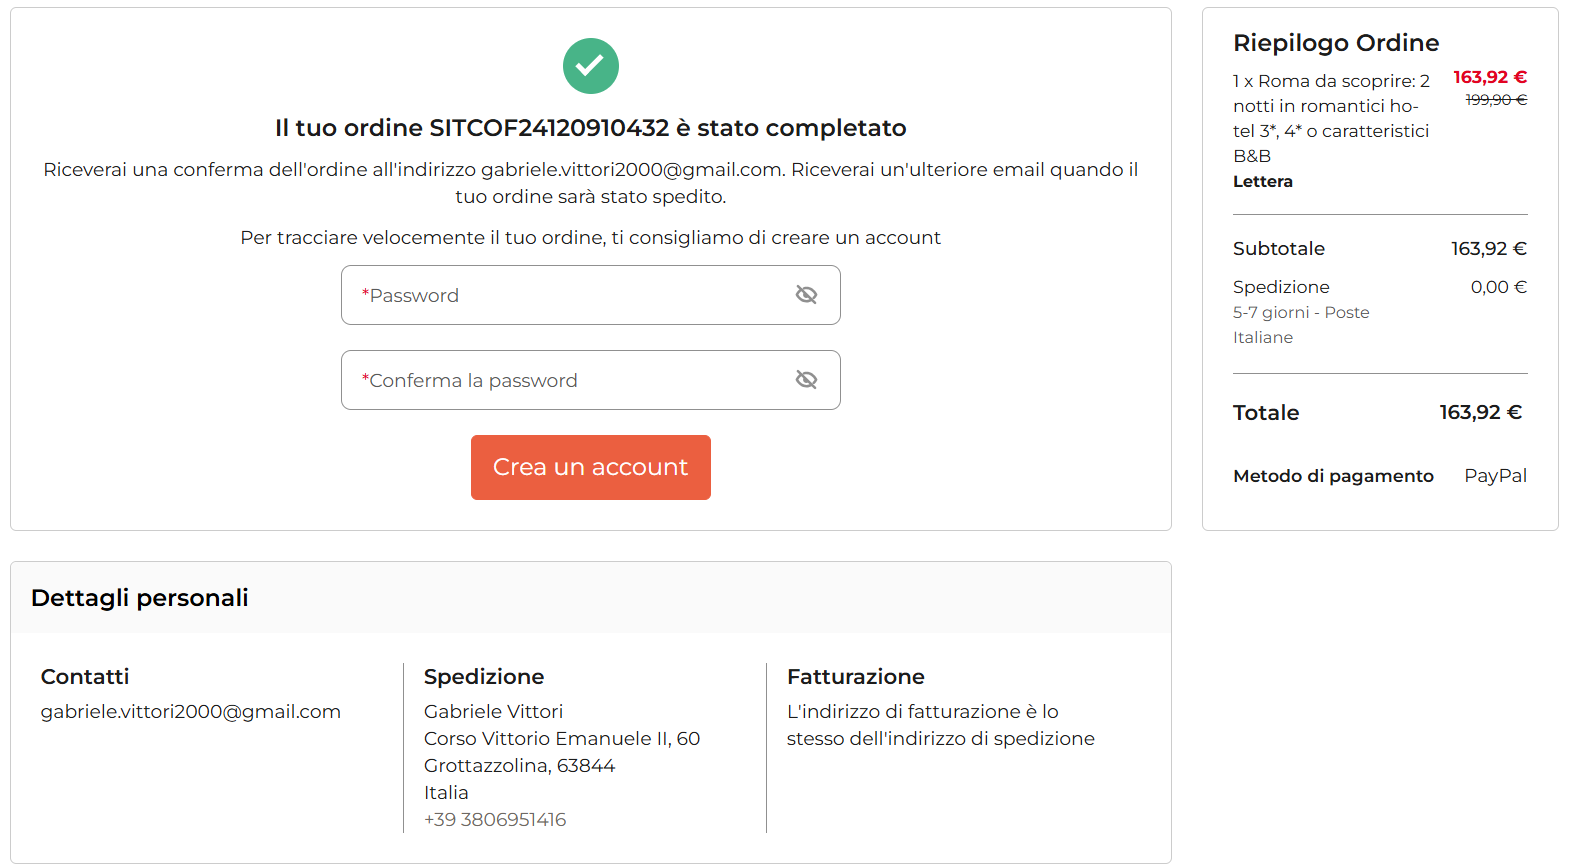 Il tuo ordine SITCOF24120910432 è stato completato
Riceverai una conferma dell'ordine all'indirizzo gabriele.vittori2000@gmail.com. Riceverai un'ulteriore email quando il
tuo ordine sarà stato spedito.
Per tracciare velocemente il tuo ordine, ti consigliamo di creare un account
*Password
*Conferma la password
Crea un account
Riepilogo Ordine
1 x Roma da scoprire: 2 163,92 €
notti in romantici ho- 199,90 €
tel 3*, 4* o caratteristici
B&B
Lettera
Subtotale 163,92 €
Spedizione 0,00 €
5-7 giorni - Poste
Italiane
Totale 163,92 €
Metodo di pagamento PayPal
Dettagli personali
Contatti
gabriele.vittori2000@gmail.com
Spedizione
Gabriele Vittori
Corso Vittorio Emanuele II, 60
Grottazzolina, 63844
Italia
+39 3806951416
Fatturazione
L'indirizzo di fatturazione è lo
stesso dell'indirizzo di spedizione